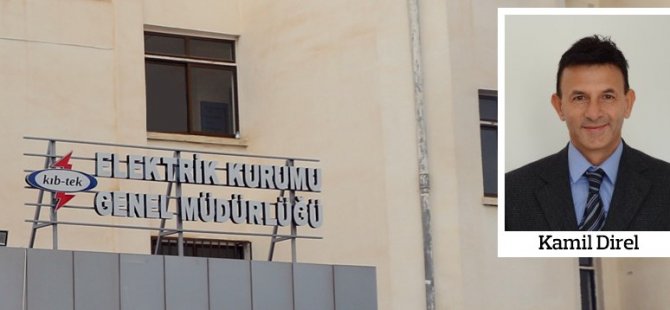 kıb-tek
ELEKTRİK KURUMU
GENEL MÜDÜRLÜĞÜ
Kamil Direl